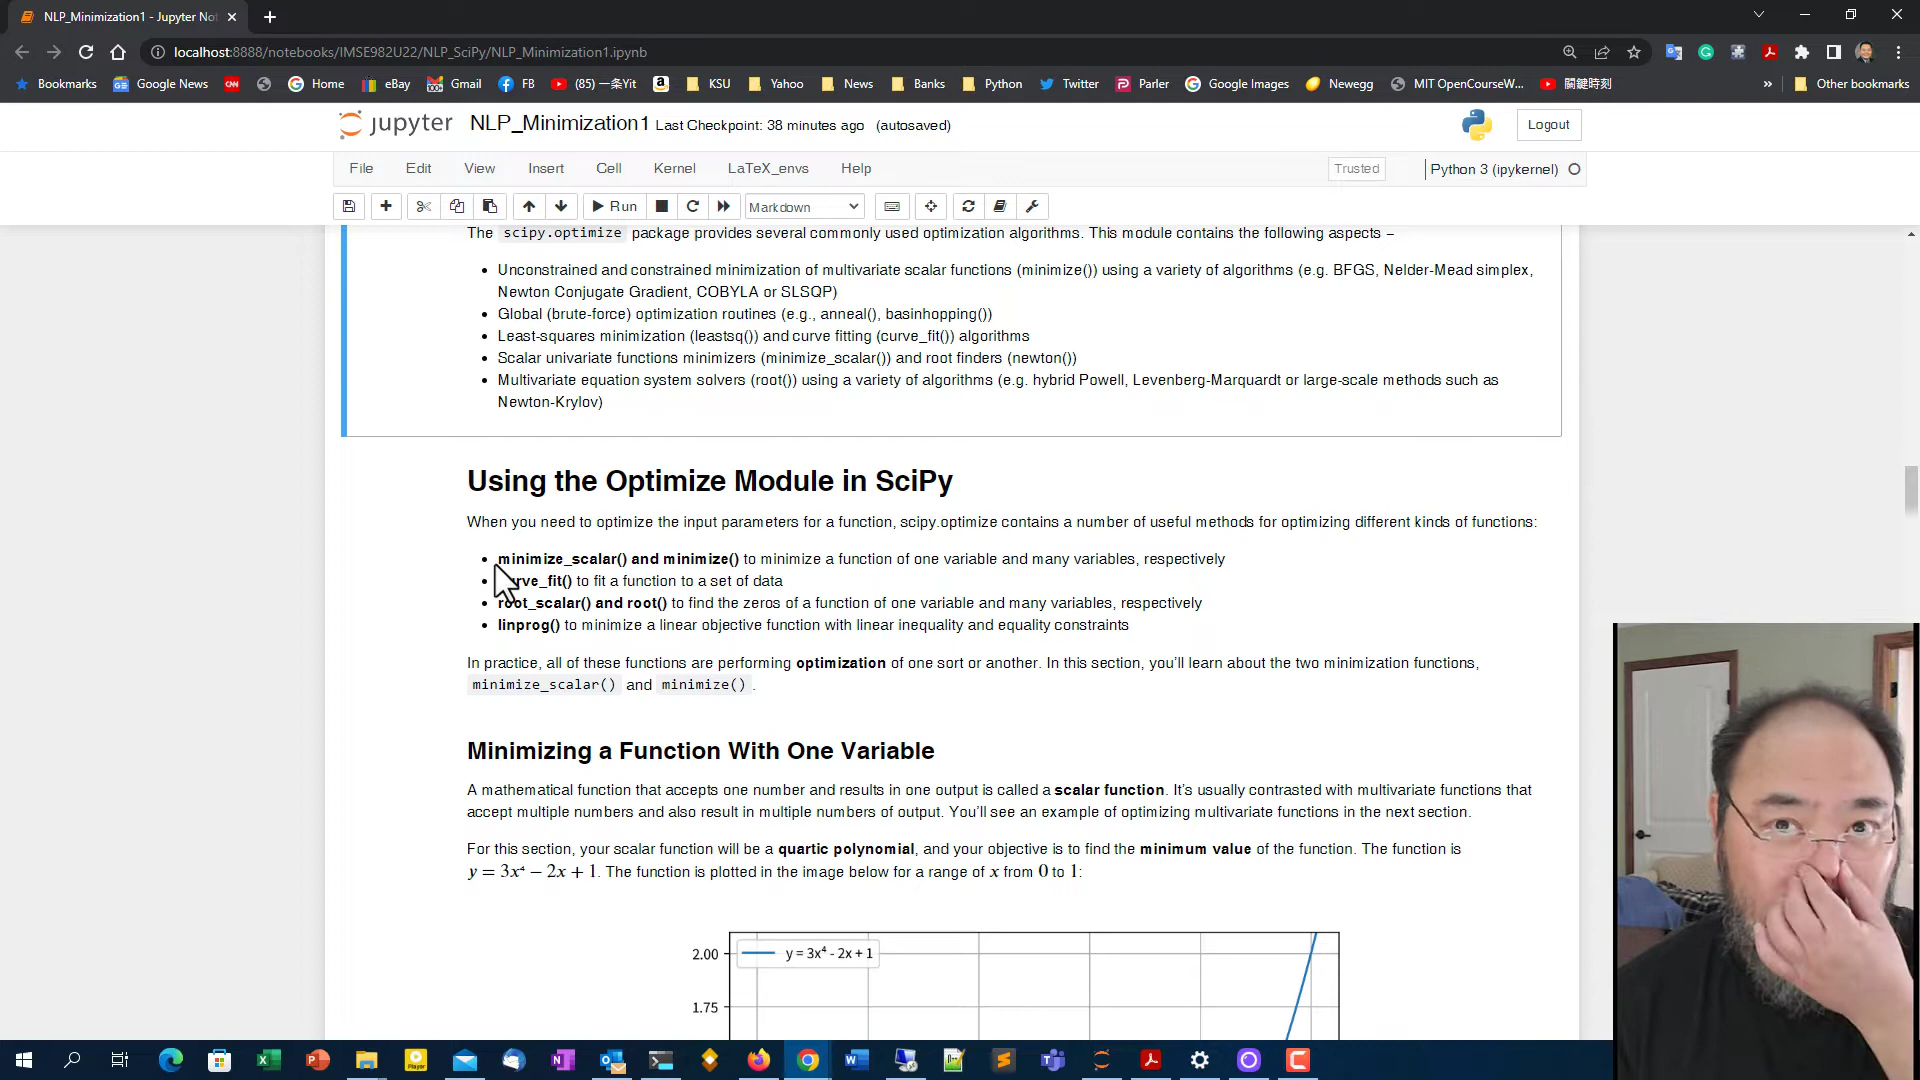 NLP_Minimization1 - Jupyter Not
localhost:8888/notebooks/IMSE982U22/NLP_SciPy/NLP_Minimization1.ipynb
Bookmarks Google News CNN Home eBay Gmail FB (85) 一条Yit KSU Yahoo News Banks Python Twitter Parler Google Images Newegg MIT OpenCourseW... 關鍵時刻 » Other bookmarks
jupyter NLP_Minimization1 Last Checkpoint: 38 minutes ago (autosaved) Logout
File Edit View Insert Cell Kernel LaTeX_envs Help Trusted Python 3 (ipykernel)
Run Markdown
The scipy.optimize package provides several commonly used optimization algorithms. This module contains the following aspects –
• Unconstrained and constrained minimization of multivariate scalar functions (minimize()) using a variety of algorithms (e.g. BFGS, Nelder-Mead simplex,
Newton Conjugate Gradient, COBYLA or SLSQP)
• Global (brute-force) optimization routines (e.g., anneal(), basinhopping())
• Least-squares minimization (leastsq()) and curve fitting (curve_fit()) algorithms
• Scalar univariate functions minimizers (minimize_scalar()) and root finders (newton())
• Multivariate equation system solvers (root()) using a variety of algorithms (e.g. hybrid Powell, Levenberg-Marquardt or large-scale methods such as
Newton-Krylov)
Using the Optimize Module in SciPy
When you need to optimize the input parameters for a function, scipy.optimize contains a number of useful methods for optimizing different kinds of functions:
• minimize_scalar() and minimize() to minimize a function of one variable and many variables, respectively
• rve_fit() to fit a function to a set of data
• root_scalar() and root() to find the zeros of a function of one variable and many variables, respectively
• linprog() to minimize a linear objective function with linear inequality and equality constraints
In practice, all of these functions are performing optimization of one sort or another. In this section, you’ll learn about the two minimization functions,
minimize_scalar() and minimize() .
Minimizing a Function With One Variable
A mathematical function that accepts one number and results in one output is called a scalar function. It’s usually contrasted with multivariate functions that
accept multiple numbers and also result in multiple numbers of output. You’ll see an example of optimizing multivariate functions in the next section.
For this section, your scalar function will be a quartic polynomial, and your objective is to find the minimum value of the function. The function is
y = 3x⁴ − 2x + 1. The function is plotted in the image below for a range of x from 0 to 1:
2.00 y = 3x⁴ - 2x + 1
1.75
Player